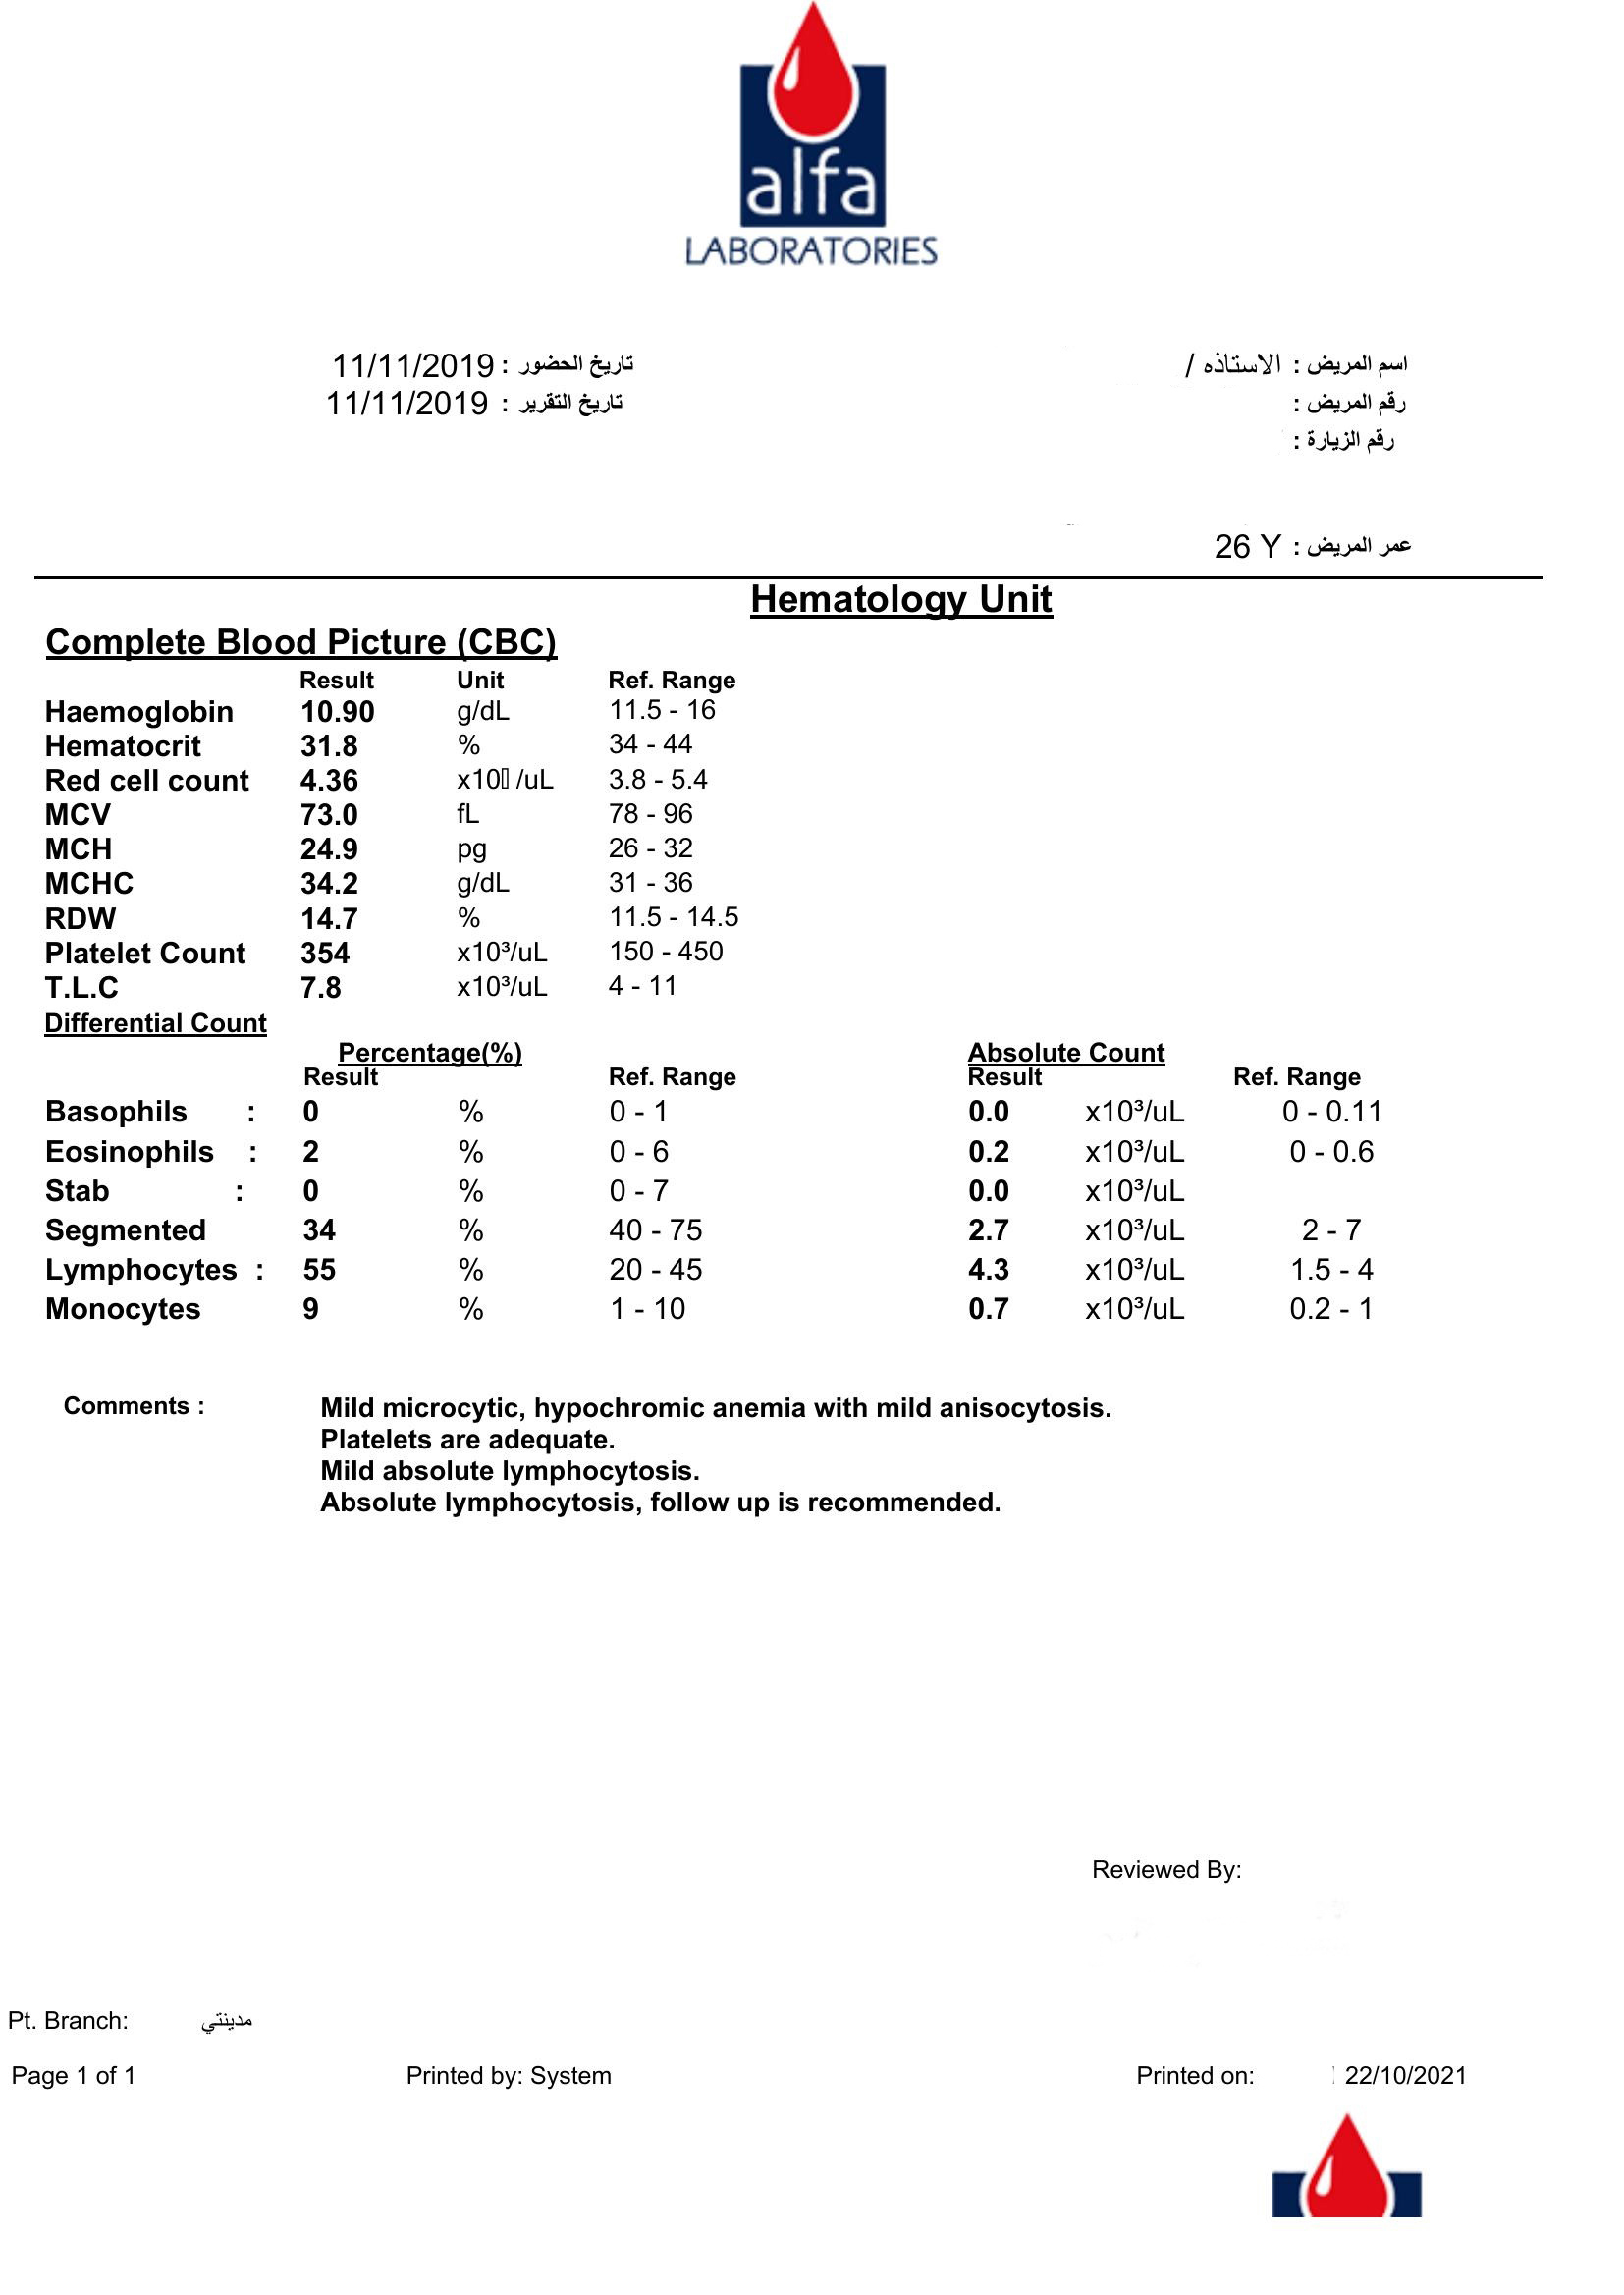 alfa
LABORATORIES
اسم المريض : الاستاذه / تاريخ الحضور : 11/11/2019
رقم المريض : تاريخ التقرير : 11/11/2019
رقم الزيارة :
عمر المريض : 26 Y
Hematology Unit
Complete Blood Picture (CBC)
Result Unit Ref. Range
Haemoglobin 10.90 g/dL 11.5 - 16
Hematocrit 31.8 % 34 - 44
Red cell count 4.36 x10▯ /uL 3.8 - 5.4
MCV 73.0 fL 78 - 96
MCH 24.9 pg 26 - 32
MCHC 34.2 g/dL 31 - 36
RDW 14.7 % 11.5 - 14.5
Platelet Count 354 x10³/uL 150 - 450
T.L.C 7.8 x10³/uL 4 - 11
Differential Count
Percentage(%) Absolute Count
Result Ref. Range Result Ref. Range
Basophils : 0 % 0 - 1 0.0 x10³/uL 0 - 0.11
Eosinophils : 2 % 0 - 6 0.2 x10³/uL 0 - 0.6
Stab : 0 % 0 - 7 0.0 x10³/uL
Segmented 34 % 40 - 75 2.7 x10³/uL 2 - 7
Lymphocytes : 55 % 20 - 45 4.3 x10³/uL 1.5 - 4
Monocytes 9 % 1 - 10 0.7 x10³/uL 0.2 - 1
Comments : Mild microcytic, hypochromic anemia with mild anisocytosis.
Platelets are adequate.
Mild absolute lymphocytosis.
Absolute lymphocytosis, follow up is recommended.
Reviewed By:
Pt. Branch: مدينتي
Page 1 of 1 Printed by: System Printed on: 22/10/2021